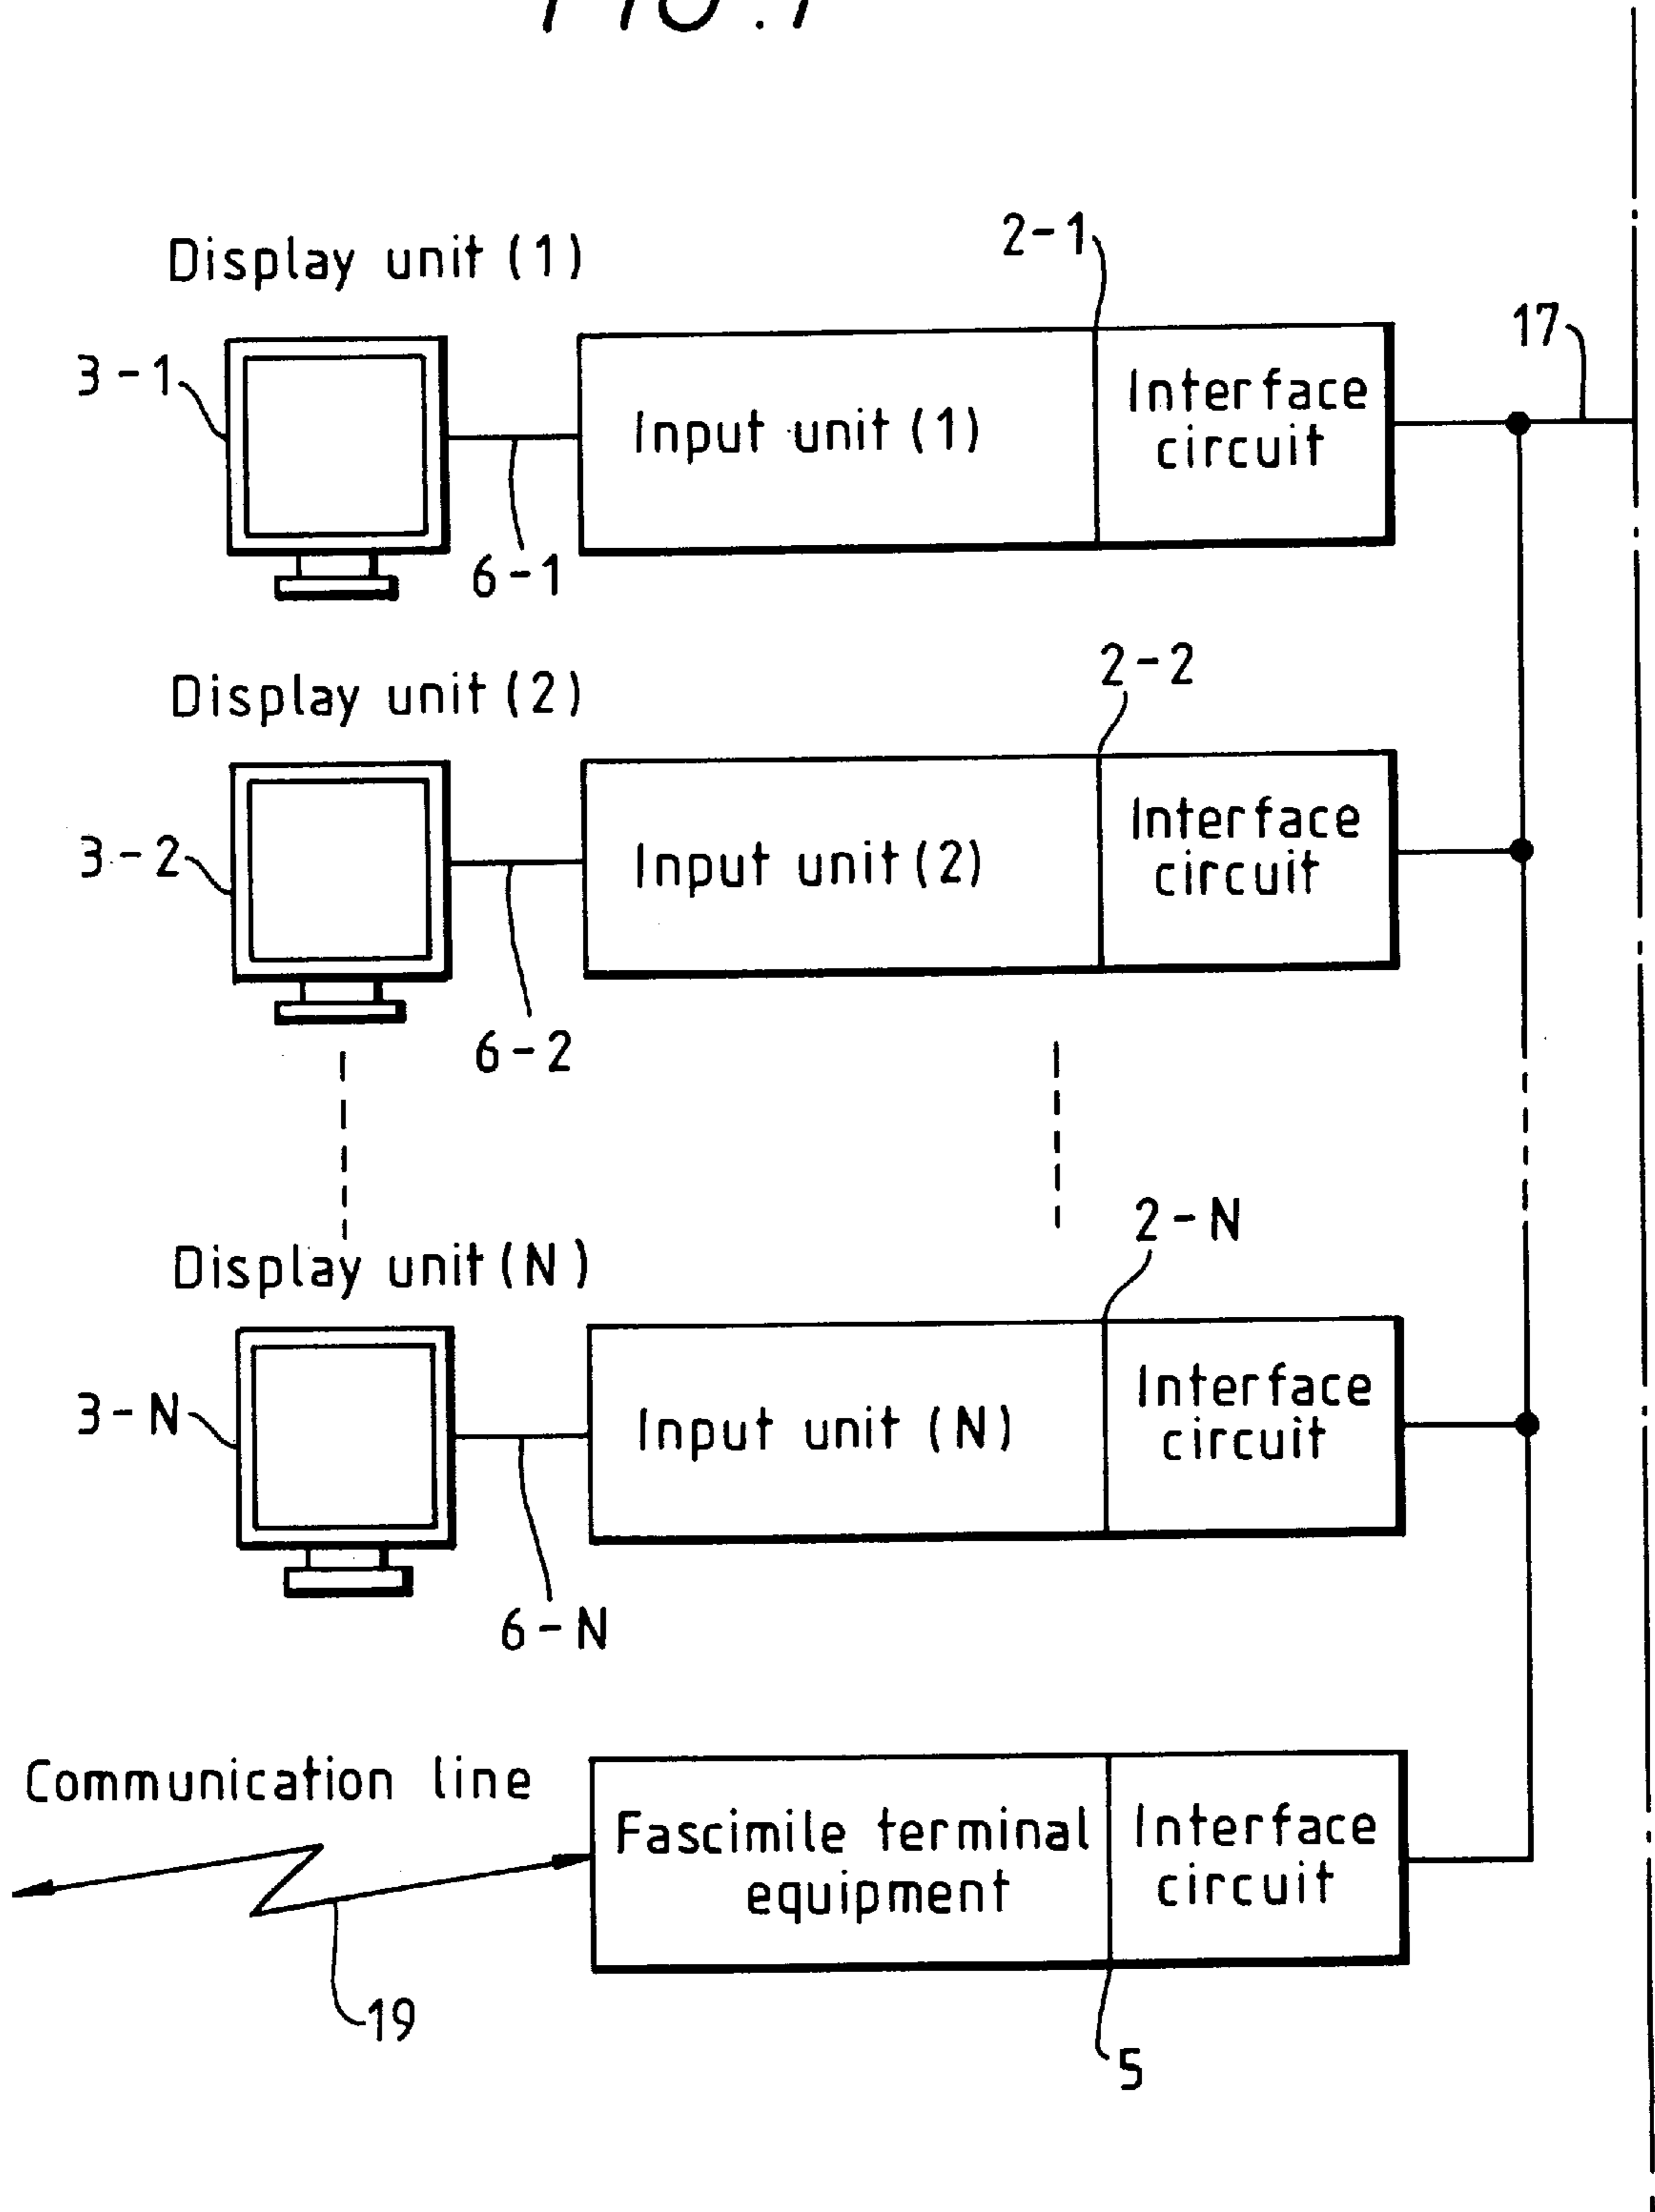 FIG.1
2-1
Display unit (1)
17
3-1
Interface
Input unit (1)
circuit
6-1
2-2
Display unit (2)
Interface
3-2
Input unit (2)
circuit
6-2
2-N
Display unit (N)
Interface
3-N
Input unit (N)
circuit
6-N
Communication line
Fascimile terminal
equipment
Interface
circuit
19
5